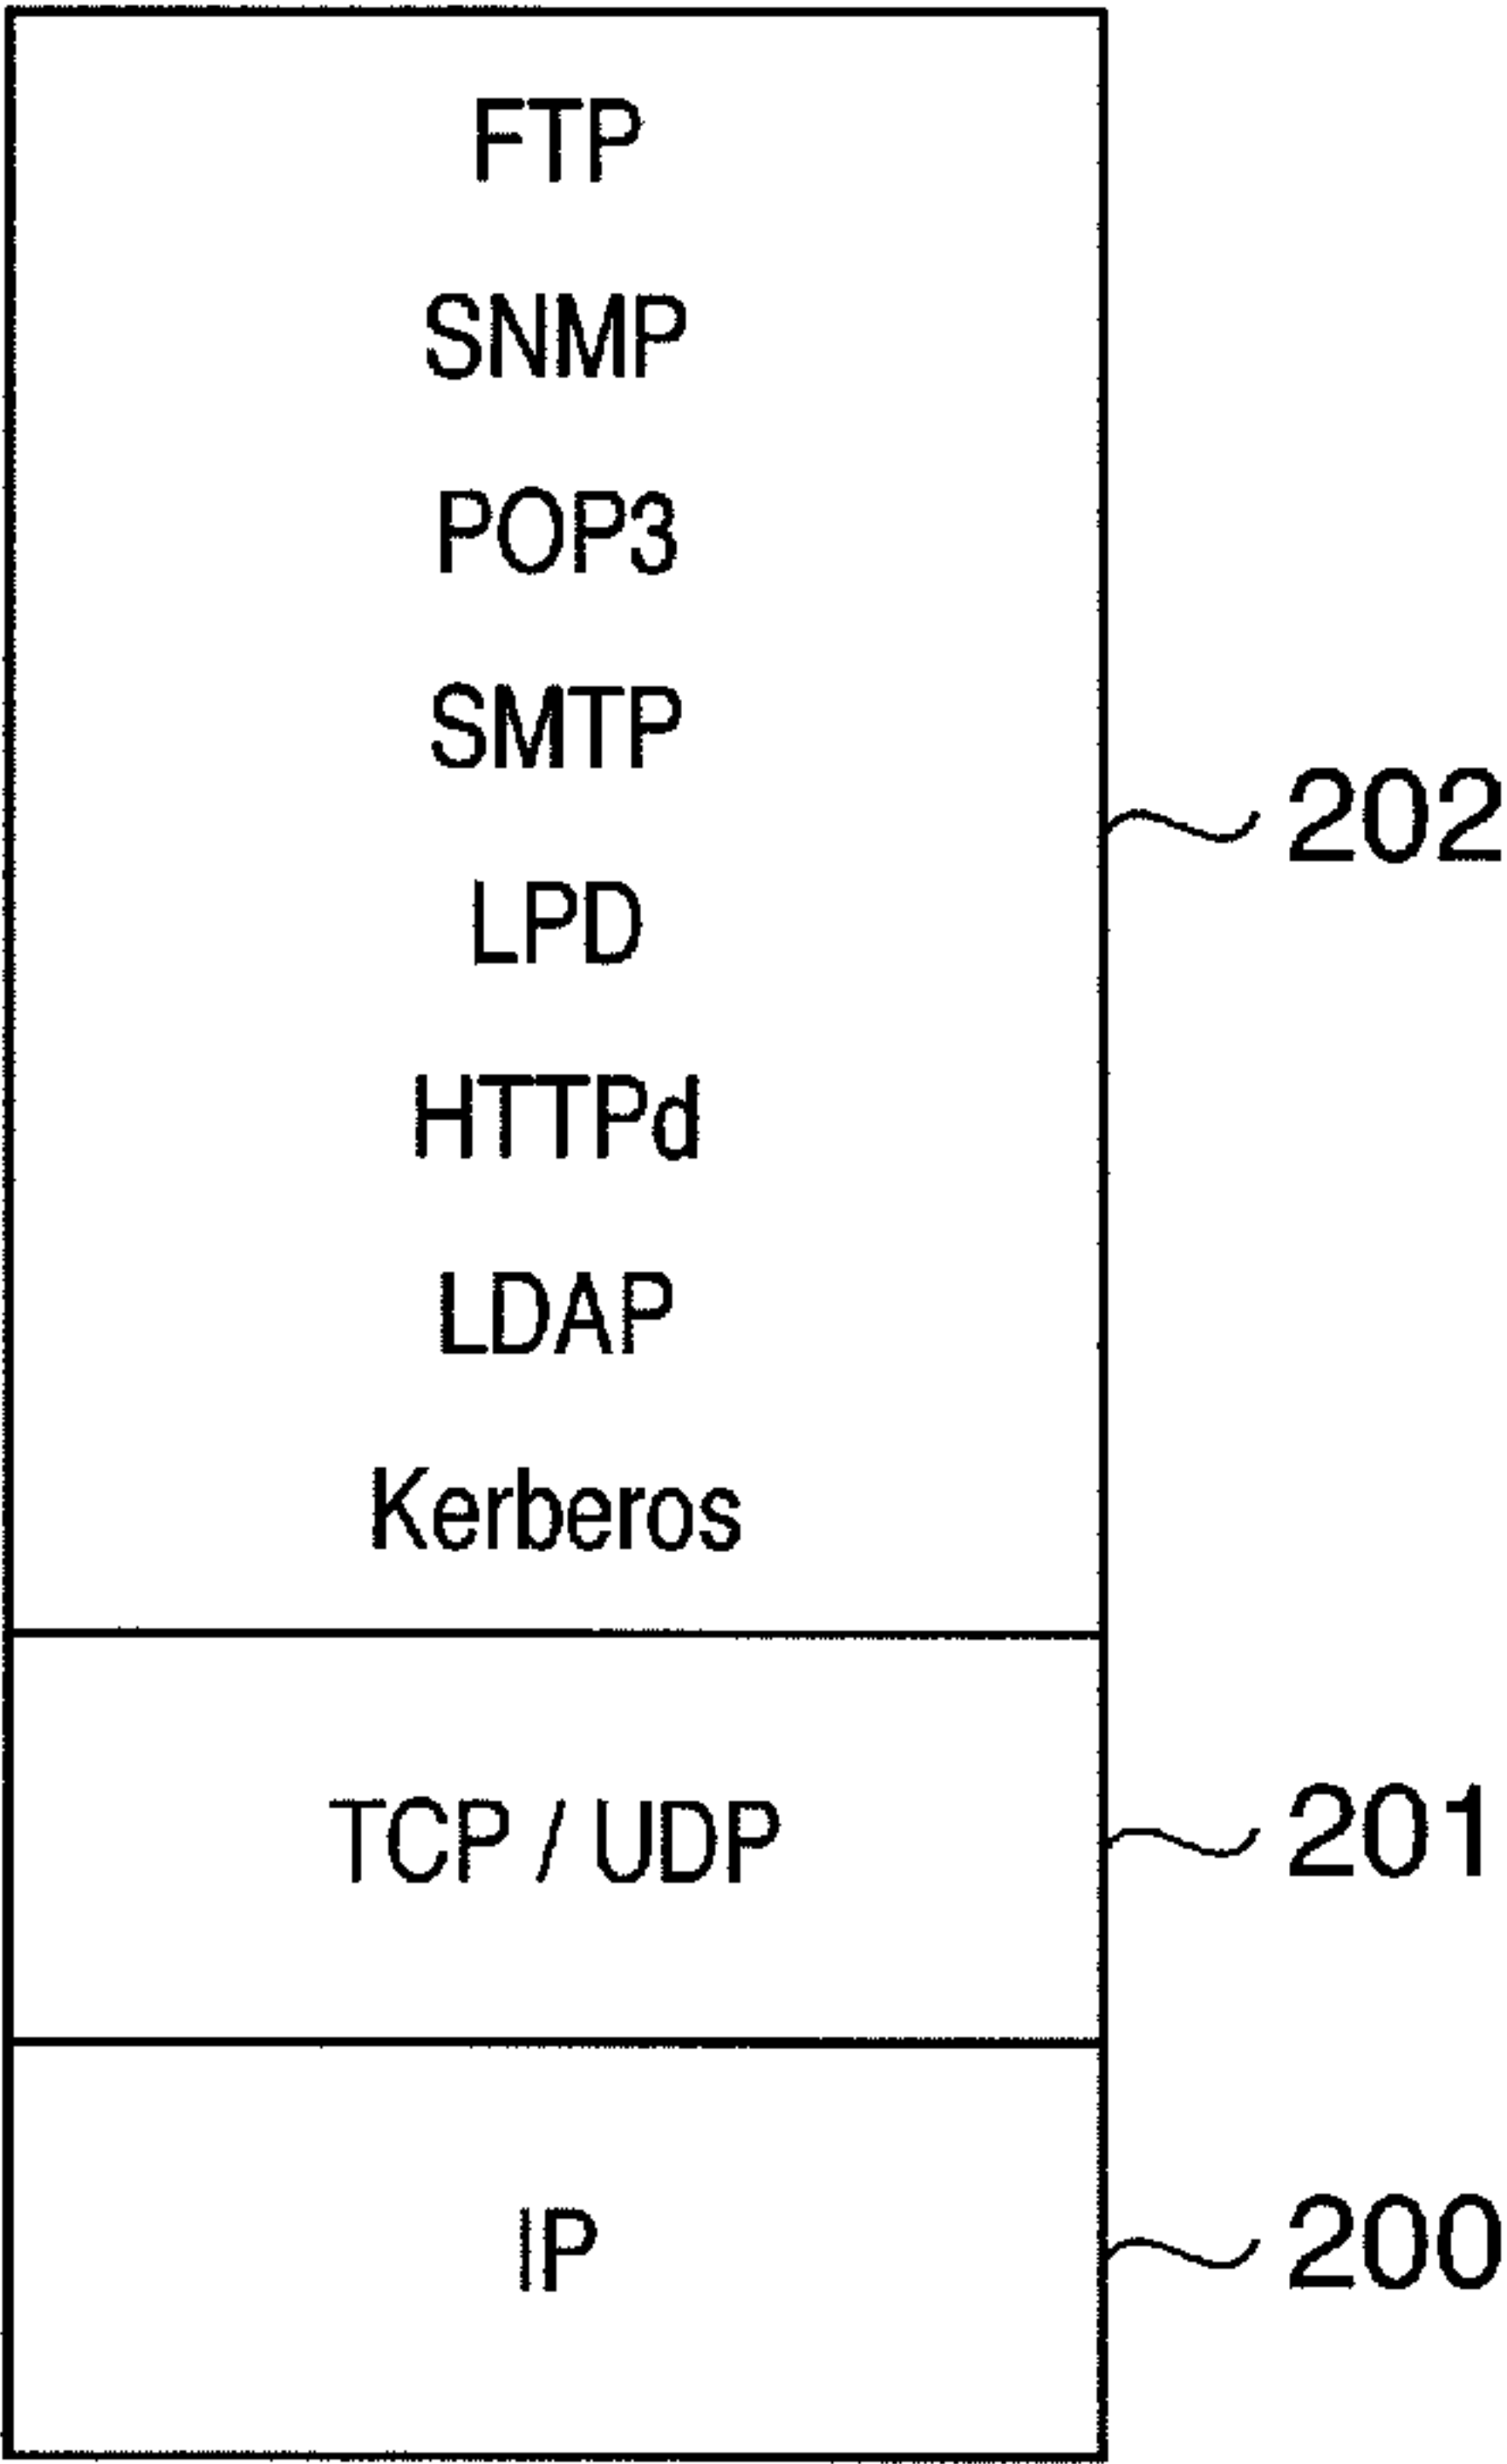 FTP
SNMP
POP3
SMTP
LPD
HTTPd
LDAP
Kerberos
202
TCP / UDP
201
IP
200